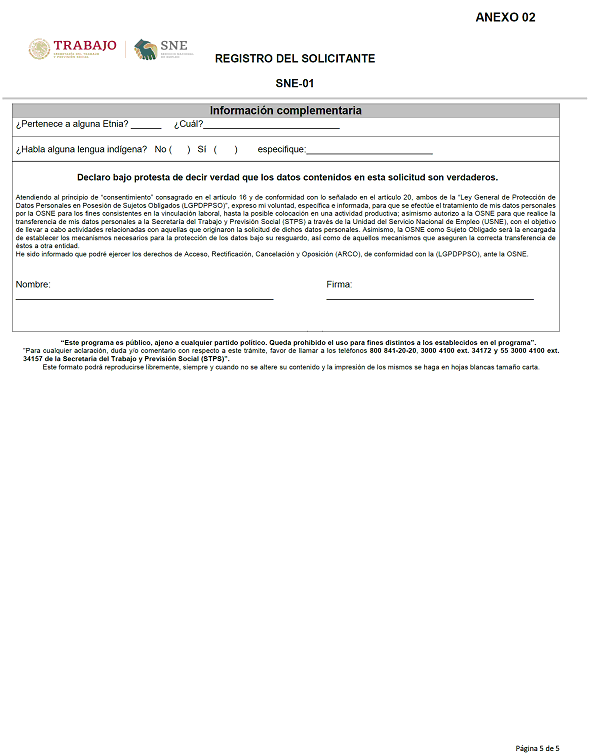 ANEXO 02
TRABAJO
SECRETARÍA DEL TRABAJO
Y PREVISIÓN SOCIAL
SNE
SERVICIO NACIONAL
DE EMPLEO
REGISTRO DEL SOLICITANTE
SNE-01
Información complementaria
¿Pertenece a alguna Etnia? ______ ¿Cuál?___________________________
¿Habla alguna lengua indígena? No ( ) Sí ( ) especifique:_________________________
Declaro bajo protesta de decir verdad que los datos contenidos en esta solicitud son verdaderos.
Atendiendo al principio de "consentimiento" consagrado en el artículo 16 y de conformidad con lo señalado en el artículo 20, ambos de la "Ley General de Protección de
Datos Personales en Posesión de Sujetos Obligados (LGPDPPSO)", expreso mi voluntad, específica e informada, para que se efectúe el tratamiento de mis datos personales
por la OSNE para los fines consistentes en la vinculación laboral, hasta la posible colocación en una actividad productiva; asimismo autorizo a la OSNE para que realice la
transferencia de mis datos personales a la Secretaría del Trabajo y Previsión Social (STPS) a través de la Unidad del Servicio Nacional de Empleo (USNE), con el objetivo
de llevar a cabo actividades relacionadas con aquellas que originaron la solicitud de dichos datos personales. Asimismo, la OSNE como Sujeto Obligado será la encargada
de establecer los mecanismos necesarios para la protección de los datos bajo su resguardo, así como de aquellos mecanismos que aseguren la correcta transferencia de
éstos a otra entidad.
He sido informado que podré ejercer los derechos de Acceso, Rectificación, Cancelación y Oposición (ARCO), de conformidad con la (LGPDPPSO), ante la OSNE.
Nombre: Firma:
"Este programa es público, ajeno a cualquier partido político. Queda prohibido el uso para fines distintos a los establecidos en el programa".
"Para cualquier aclaración, duda y/o comentario con respecto a este trámite, favor de llamar a los teléfonos 800 841-20-20, 3000 4100 ext. 34172 y 55 3000 4100 ext.
34157 de la Secretaría del Trabajo y Previsión Social (STPS)".
Este formato podrá reproducirse libremente, siempre y cuando no se altere su contenido y la impresión de los mismos se haga en hojas blancas tamaño carta.
Página 5 de 5